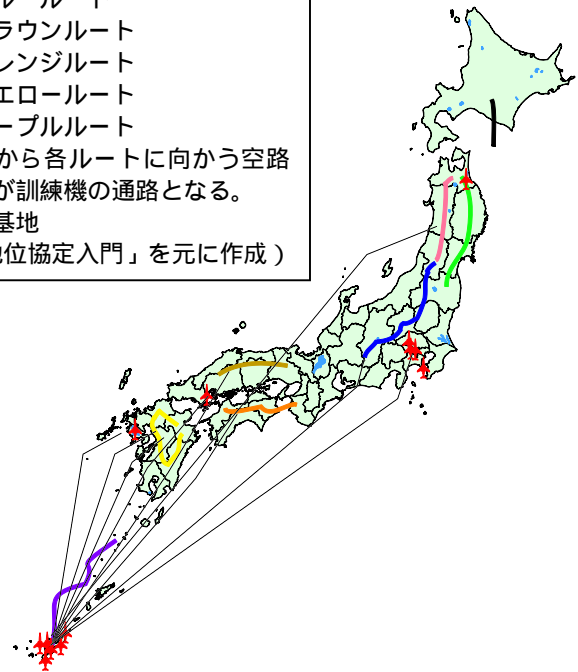 ルールート
ラウンルート
レンジルート
エロールート
ープルルート
から各ルートに向かう空路
が訓練機の通路となる。
基地
位協定入門」を元に作成）